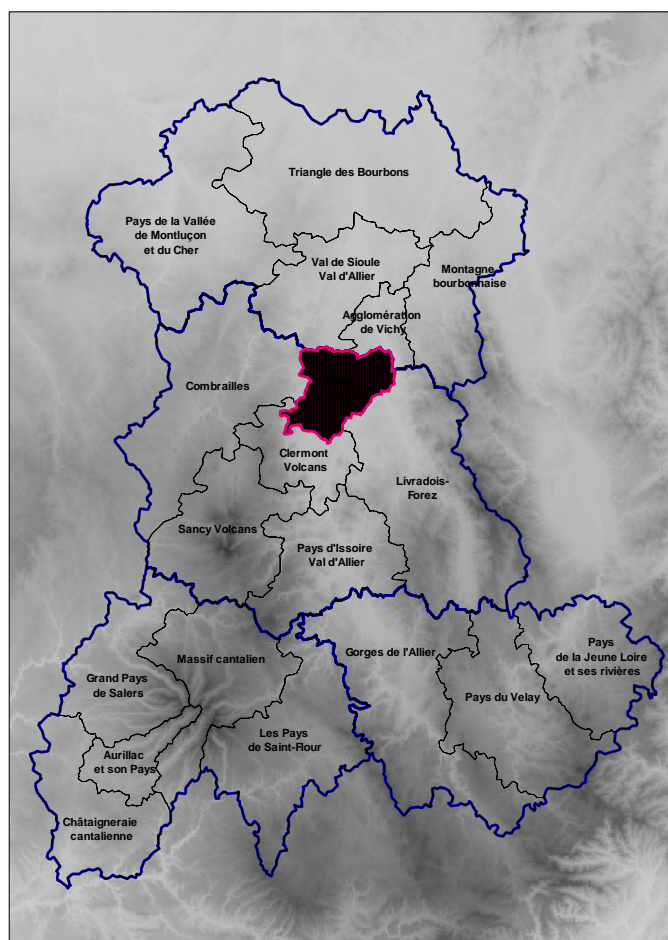 Triangle des Bourbons
Pays de la Vallée
de Montluçon
et du Cher
Val de Sioule
Val d'Allier
Montagne
bourbonnaise
Agglomération
de Vichy
Combrailles
Clermont
Volcans
Livradois-
Forez
Sancy Volcans
Pays d'Issoire
Val d'Allier
Massif cantalien
Gorges de l'Allier
Pays
de la Jeune Loire
et ses rivières
Grand Pays
de Salers
Pays du Velay
Les Pays
de Saint-Flour
Aurillac
et son Pays
Châtaigneraie
cantalienne